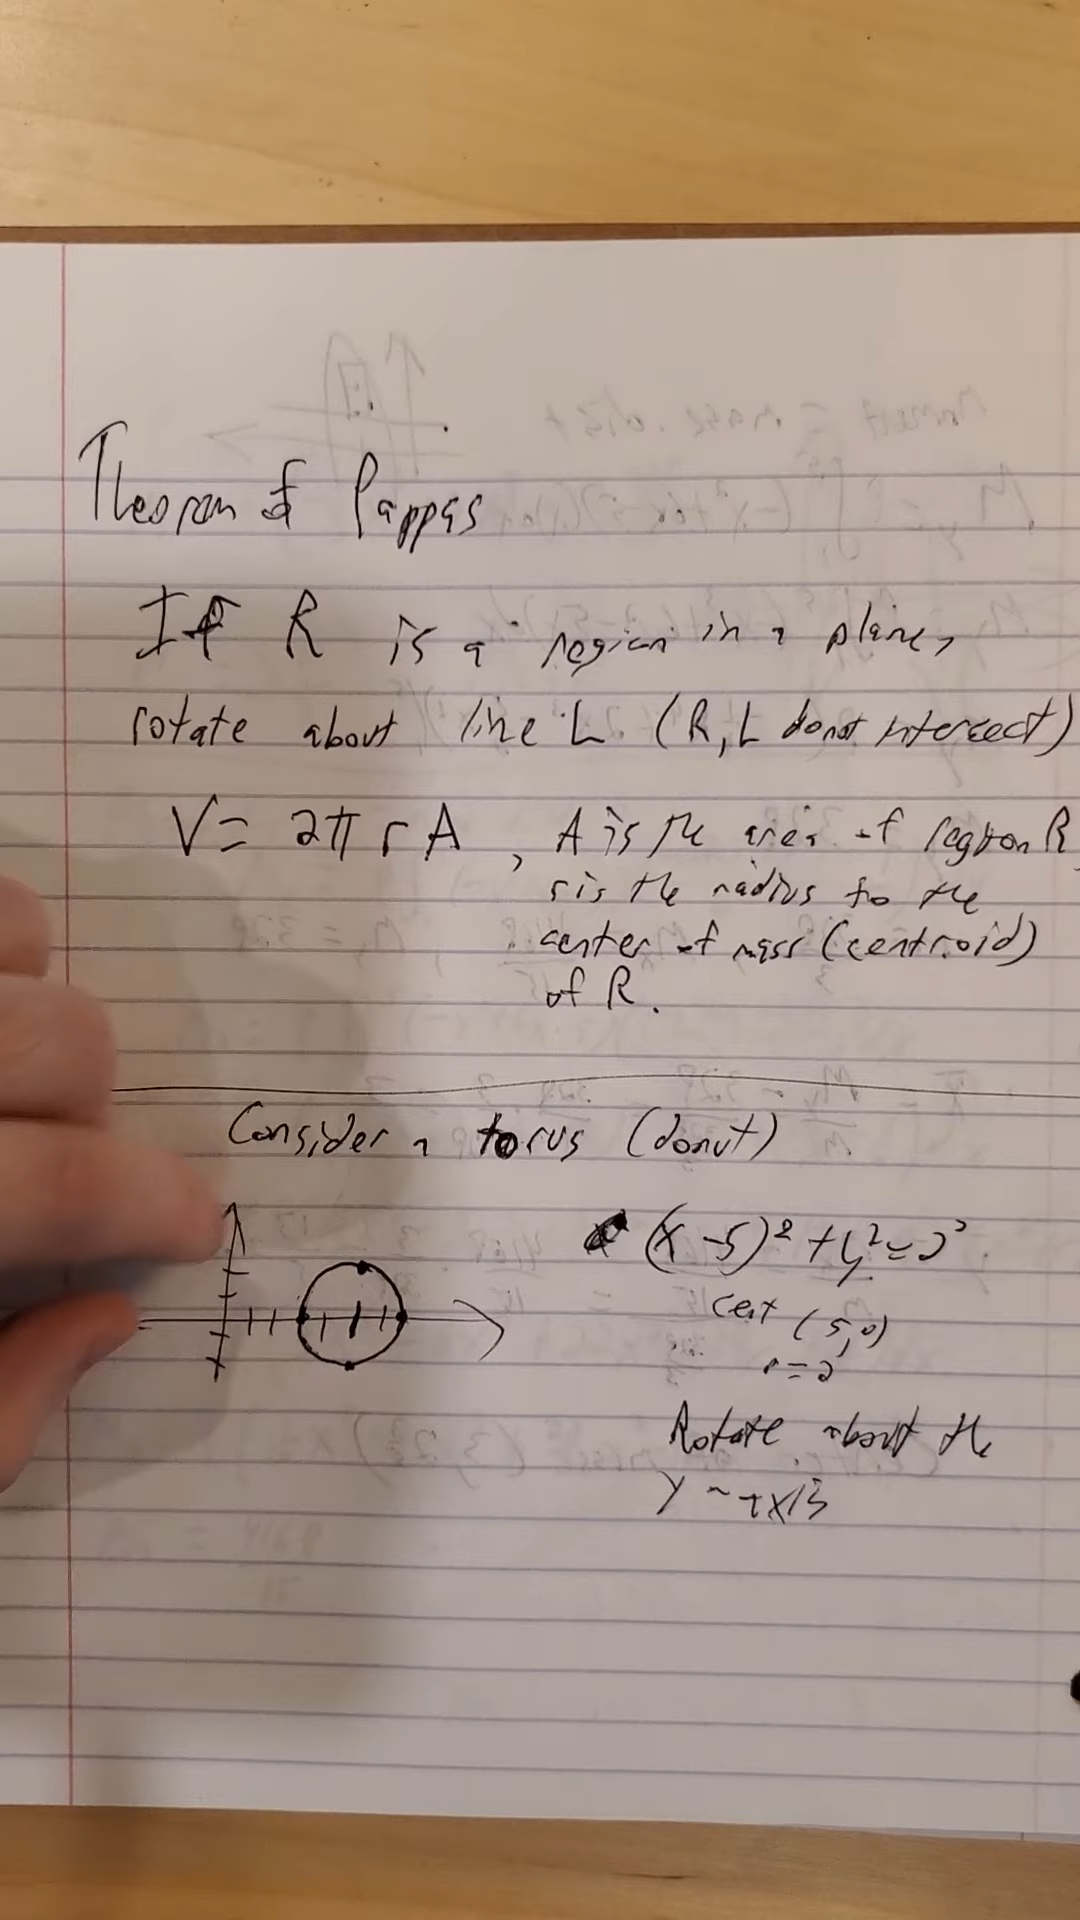 Theorem of Pappas
If R is a region in a plane,
rotate about line L. (R, L do not intersect)
V = 2π r A , A is the area of region R,
r is the radius to the
center of mass (centroid)
of R.
Consider a torus (donut)
(x - 5)² + y² = 2²
cent (5,0)
r = 2
Rotate about the
y-axis